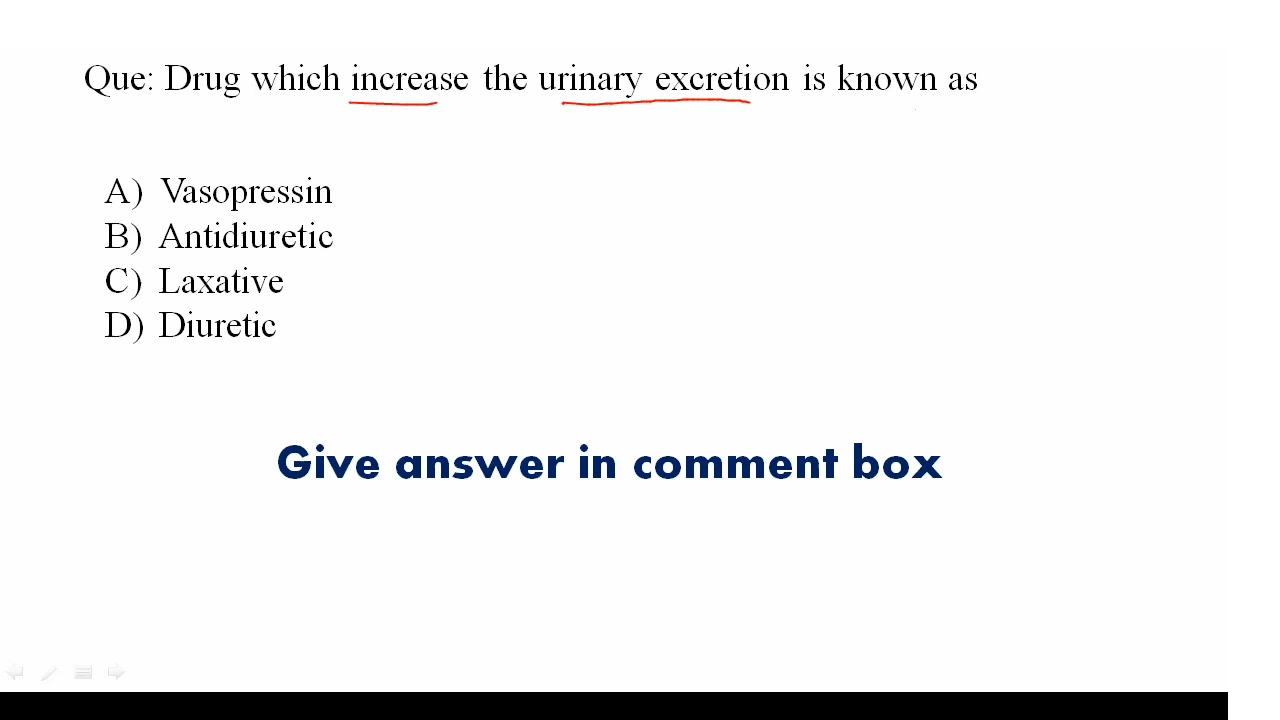 Que: Drug which increase the urinary excretion is known as
A) Vasopressin
B) Antidiuretic
C) Laxative
D) Diuretic
Give answer in comment box